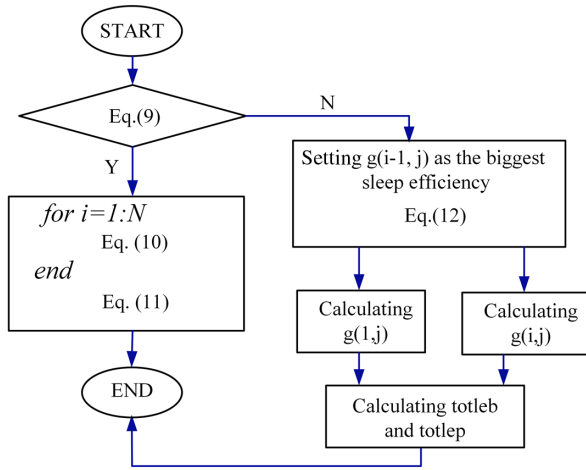 START
Eq.(9)
N
Y
for i=1:N
Eq. (10)
end
Eq. (11)
END
Setting g(i-1, j) as the biggest
sleep efficiency
Eq.(12)
Calculating
g(1,j)
Calculating
g(i,j)
Calculating totleb
and totlep